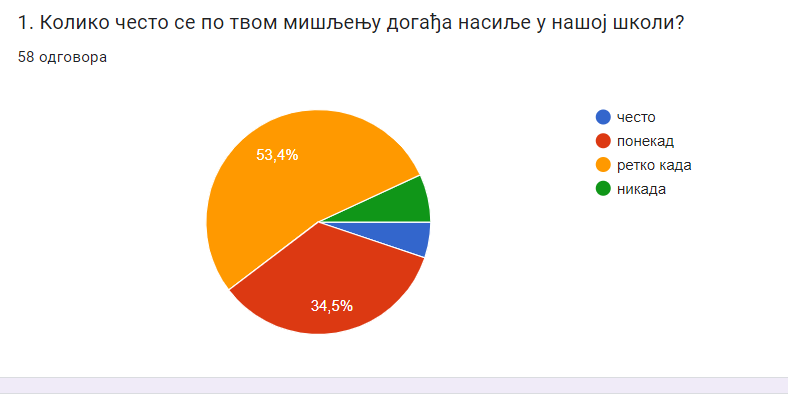 1. Колико често се по твом мишљењу догађа насиље у нашој школи?
58 одговора
често
понекад
ретко када
никада
53,4%
34,5%